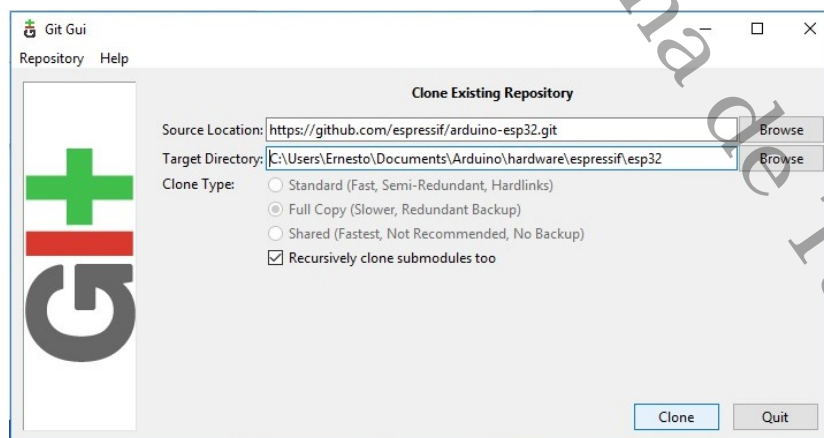 Git Gui
Repository Help
Clone Existing Repository
Source Location: https://github.com/espressif/arduino-esp32.git Browse
Target Directory: C:\Users\Ernesto\Documents\Arduino\hardware\espressif\esp32 Browse
Clone Type: Standard (Fast, Semi-Redundant, Hardlinks)
Full Copy (Slower, Redundant Backup)
Shared (Fastest, Not Recommended, No Backup)
Recursively clone submodules too
GIT
Clone Quit
de